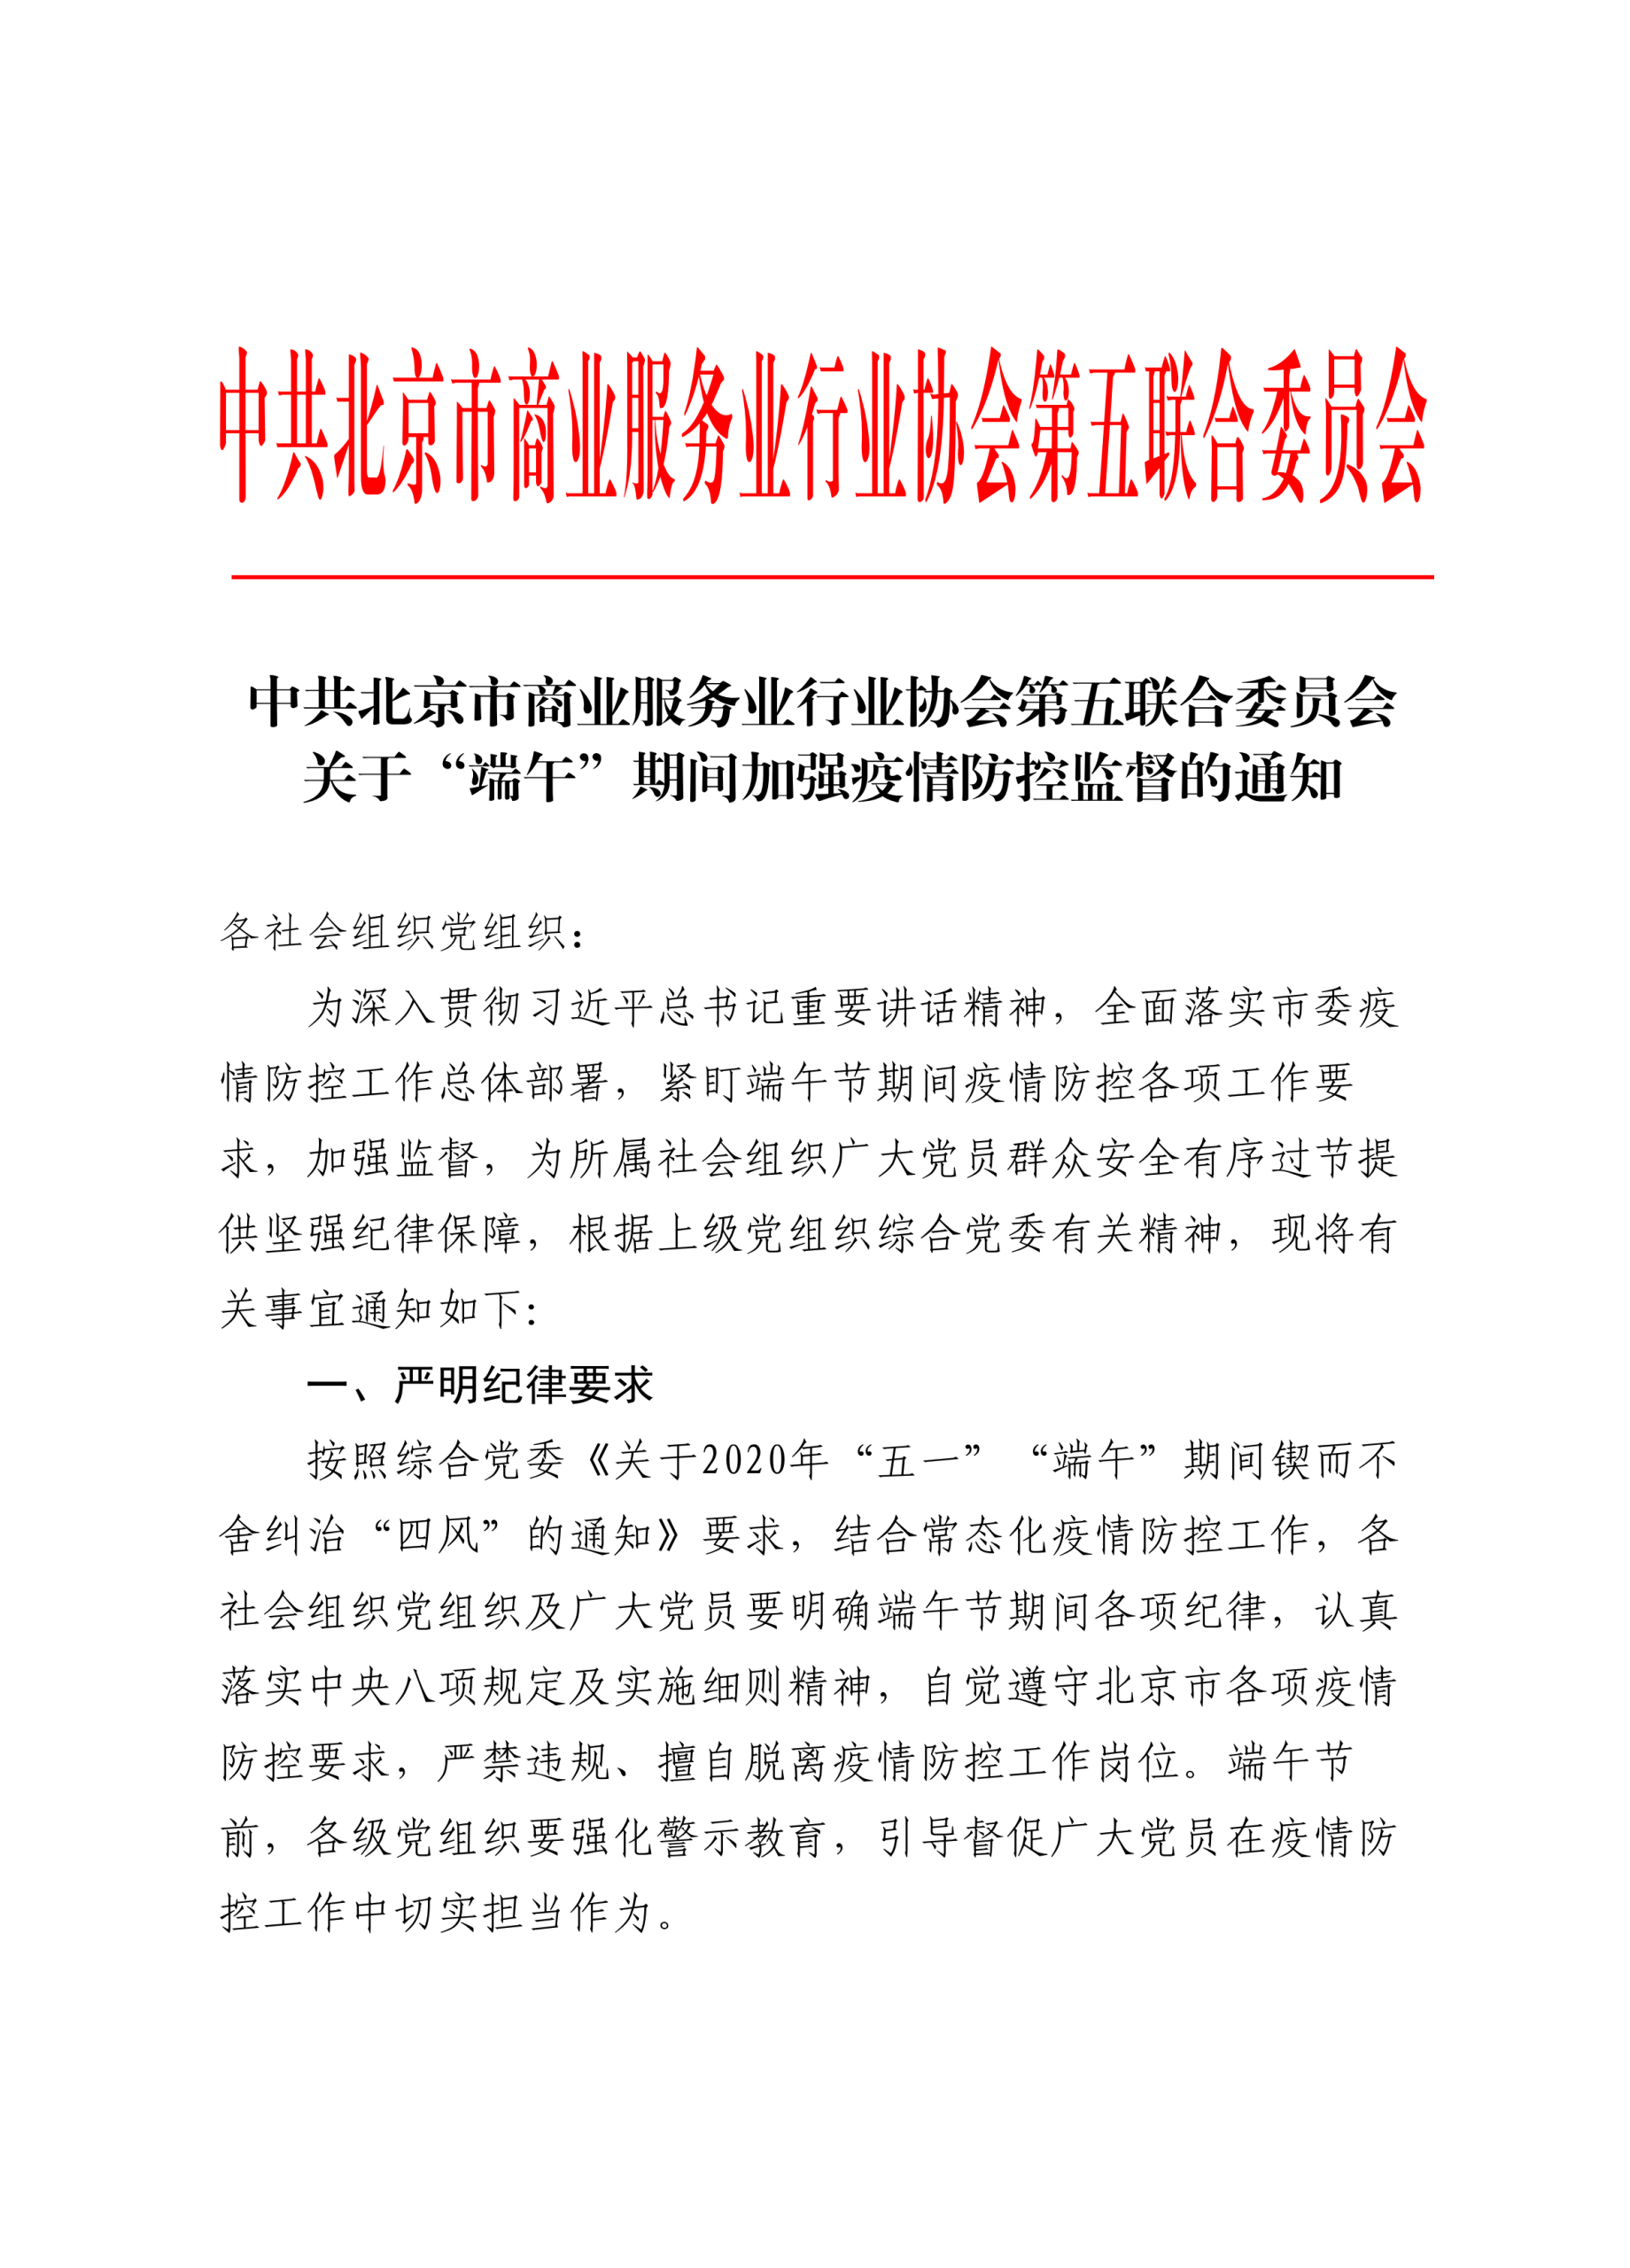 中共北京市商业服务业行业协会第五联合委员会
中共北京市商业服务业行业协会第五联合委员会
关于“端午”期间加强疫情防控监督的通知
各社会组织党组织：
为深入贯彻习近平总书记重要讲话精神，全面落实市委疫
情防控工作总体部署，紧盯端午节期间疫情防控各项工作要
求，加强监督，为所属社会组织广大党员群众安全有序过节提
供坚强纪律保障，根据上级党组织综合党委有关精神，现将有
关事宜通知如下：
一、严明纪律要求
按照综合党委《关于2020年“五一”“端午”期间锲而不
舍纠治“四风”的通知》要求，结合常态化疫情防控工作，各
社会组织党组织及广大党员要明确端午节期间各项纪律，认真
落实中央八项规定及实施细则精神，自觉遵守北京市各项疫情
防控要求，严禁违规、擅自脱离疫情防控工作岗位。端午节
前，各级党组织要强化警示教育，引导督促广大党员在疫情防
控工作中切实担当作为。